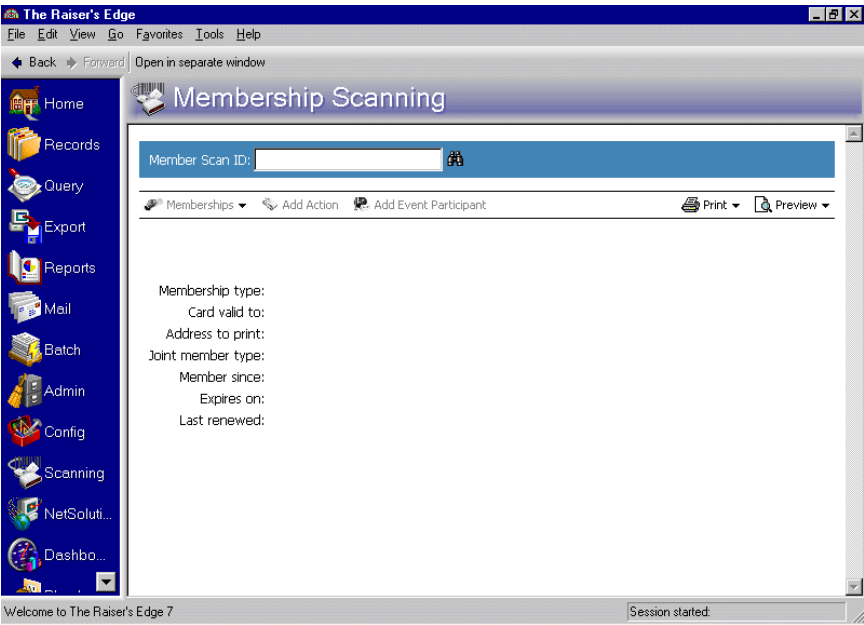 The Raiser's Edge
File Edit View Go Favorites Tools Help
Back Forward Open in separate window
Membership Scanning
Home
Records
Query
Export
Reports
Mail
Batch
Admin
Config
Scanning
NetSoluti...
Dashbo...
Member Scan ID:
Memberships Add Action Add Event Participant Print Preview
Membership type:
Card valid to:
Address to print:
Joint member type:
Member since:
Expires on:
Last renewed:
Welcome to The Raiser's Edge 7 Session started: